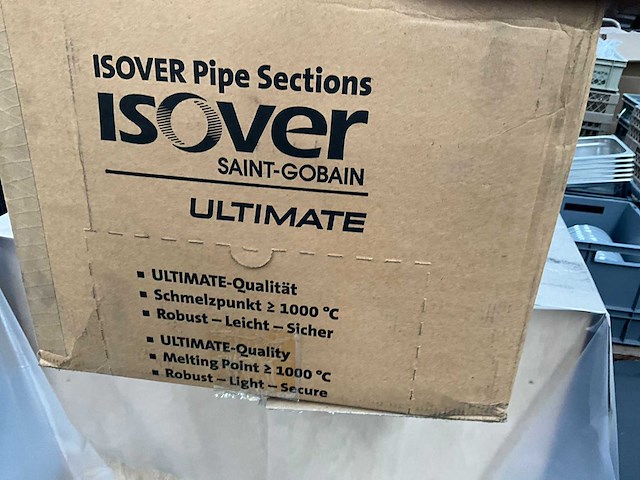 ISOVER Pipe Sections
ISOver
SAINT-GOBAIN
ULTIMATE
▪ ULTIMATE-Qualität
▪ Schmelzpunkt ≥ 1000 °C
▪ Robust – Leicht – Sicher
▪ ULTIMATE-Quality
▪ Melting Point ≥ 1000 °C
▪ Robust – Light – Secure